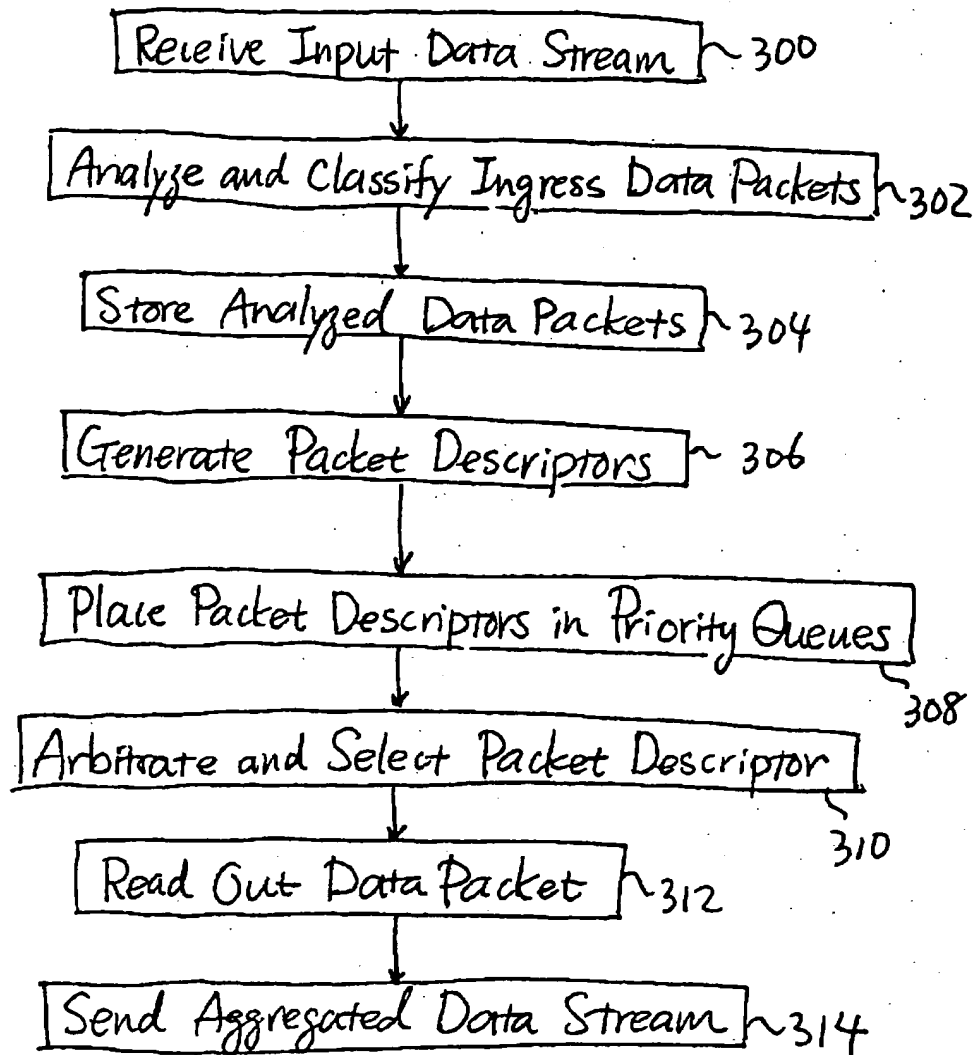 Receive Input Data Stream 300
Analyze and Classify Ingress Data Packets 302
Store Analyzed Data Packets 304
Generate Packet Descriptors 306
Place Packet Descriptors in Priority Queues
308
Arbitrate and Select Packet Descriptor
310
Read Out Data Packet 312
Send Aggregated Data Stream 314